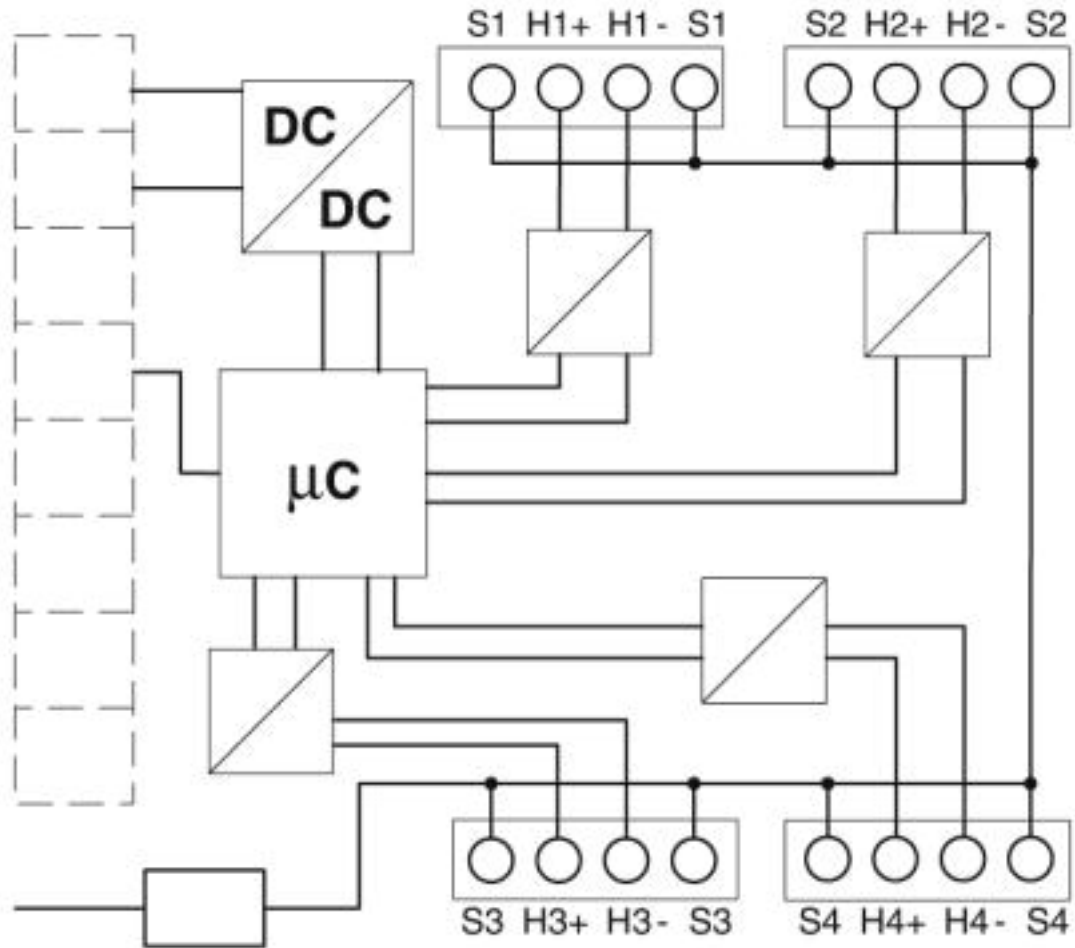 S1 H1+ H1- S1
S2 H2+ H2- S2
DC
DC
µC
S3 H3+ H3- S3
S4 H4+ H4- S4